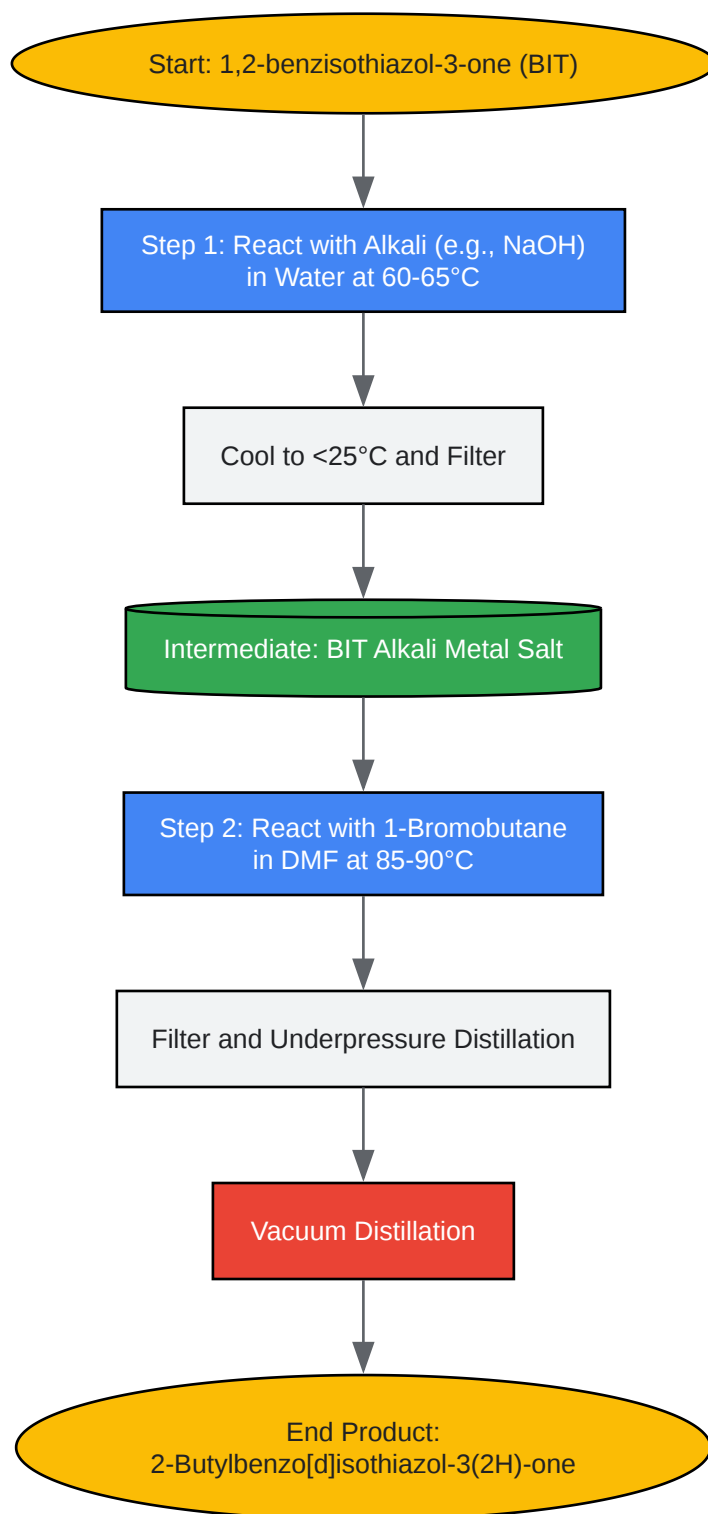 Start: 1,2-benzisothiazol-3-one (BIT)
Step 1: React with Alkali (e.g., NaOH)
in Water at 60-65°C
Cool to <25°C and Filter
Intermediate: BIT Alkali Metal Salt
Step 2: React with 1-Bromobutane
in DMF at 85-90°C
Filter and Underpressure Distillation
Vacuum Distillation
End Product:
2-Butylbenzo[d]isothiazol-3(2H)-one